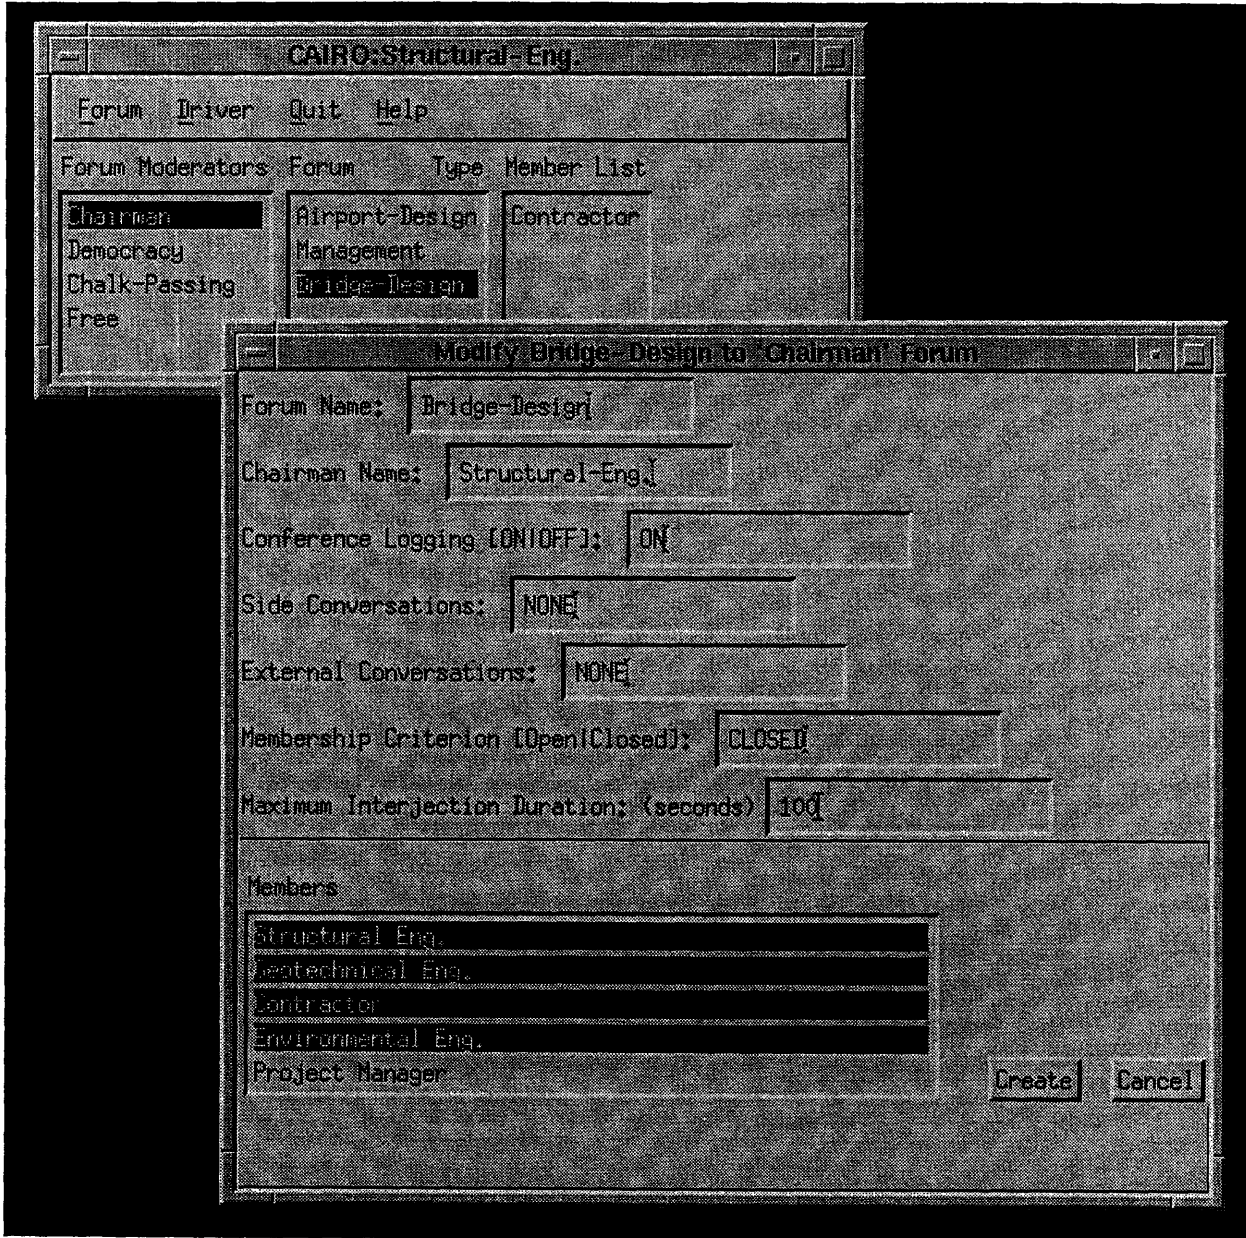 CAIRO:Structural-Eng.
Forum Driver Quit Help
Forum Moderators Forum Type Member List
Chairman Airport-Design Contractor
Democracy Management
Chalk-Passing Bridge-Design
Free
Modify Bridge-Design to 'Chairman' Forum
Forum Name: Bridge-Design
Chairman Name: Structural-Eng.
Conference Logging [ON|OFF]: ON
Side Conversations: NONE
External Conversations: NONE
Membership Criterion [Open|Closed]: CLOSED
Maximum Interjection Duration: (seconds) 100
Members
Structural Eng.
Geotechnical Eng.
Contractor
Environmental Eng.
Project Manager
Create Cancel